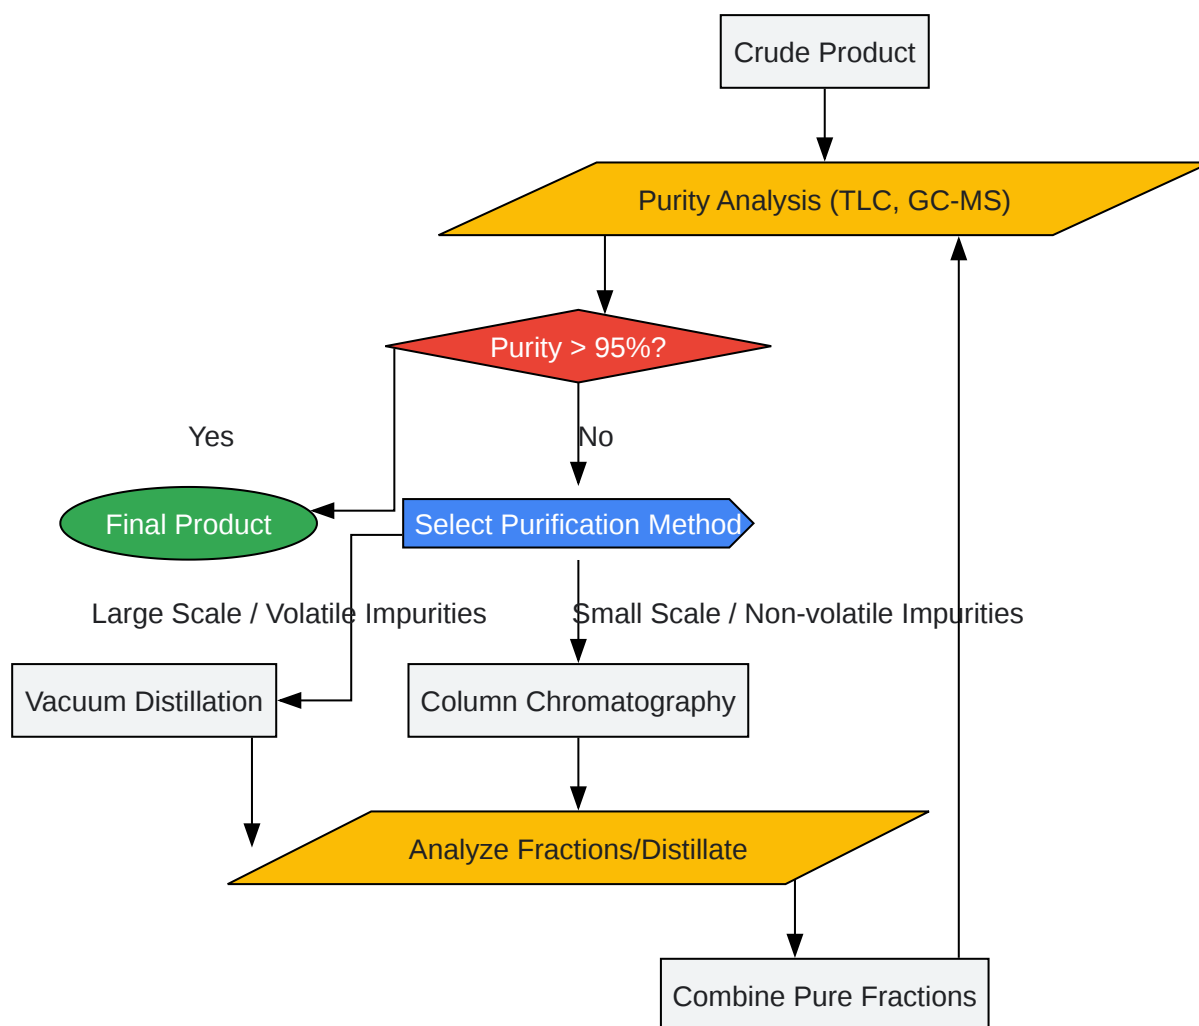 Crude Product
Purity Analysis (TLC, GC-MS)
Purity > 95%?
Yes
No
Final Product
Select Purification Method
Large Scale / Volatile Impurities
Small Scale / Non-volatile Impurities
Vacuum Distillation
Column Chromatography
Analyze Fractions/Distillate
Combine Pure Fractions